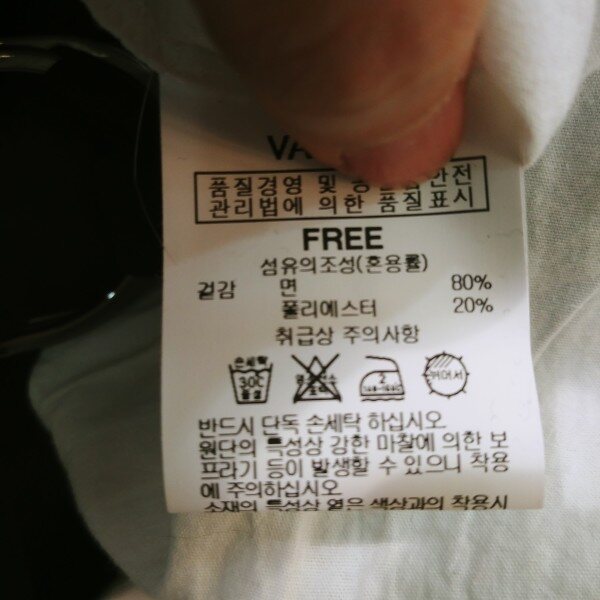 VA
품질경영 및 안전
관리법에 의한 품질표시
FREE
섬유의조성(혼용률)
겉감 면 80%
폴리에스터 20%
취급상 주의사항
손세탁
30℃
중성
2
뉘어서
반드시 단독 손세탁 하십시오
원단의 특성상 강한 마찰에 의한 보
프라기 등이 발생할 수 있으니 착용
에 주의하십시오
소재의 특성상 옅은 색상과의 착용시